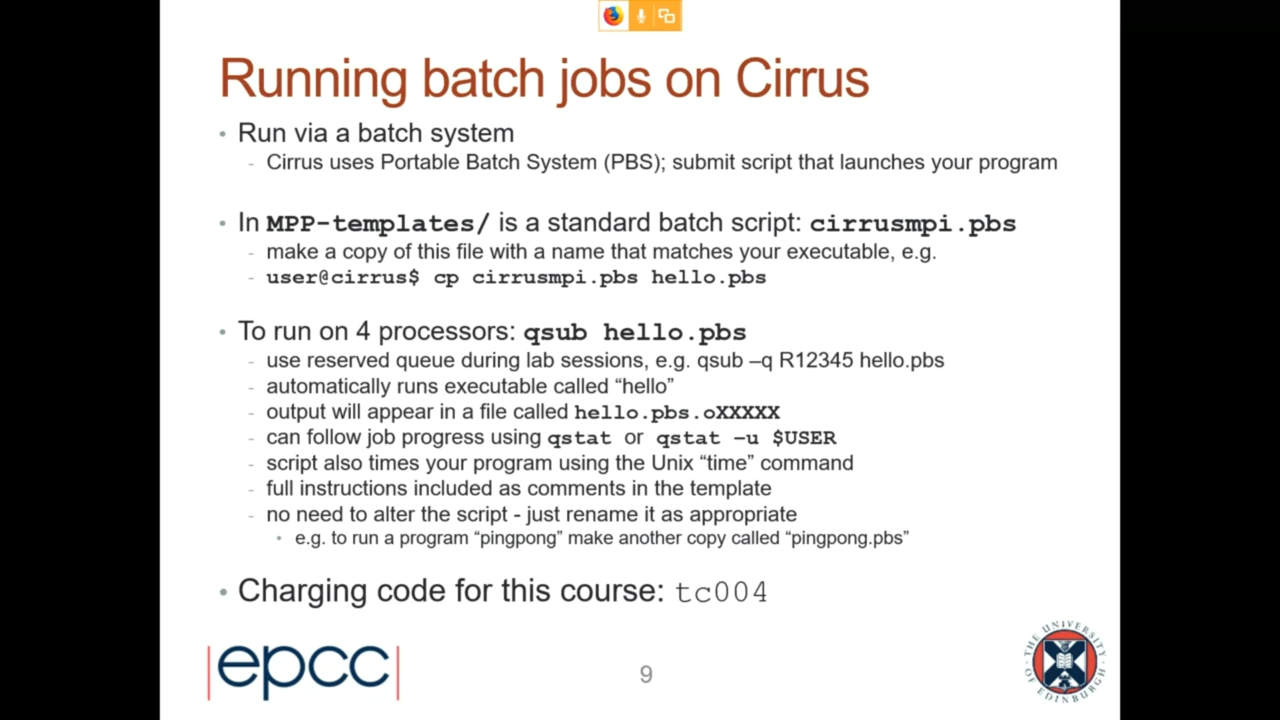 Running batch jobs on Cirrus
• Run via a batch system
- Cirrus uses Portable Batch System (PBS); submit script that launches your program
• In MPP-templates/ is a standard batch script: cirrusmpi.pbs
- make a copy of this file with a name that matches your executable, e.g.
- user@cirrus$ cp cirrusmpi.pbs hello.pbs
• To run on 4 processors: qsub hello.pbs
- use reserved queue during lab sessions, e.g. qsub –q R12345 hello.pbs
- automatically runs executable called “hello”
- output will appear in a file called hello.pbs.oXXXXX
- can follow job progress using qstat or qstat –u $USER
- script also times your program using the Unix “time” command
- full instructions included as comments in the template
- no need to alter the script - just rename it as appropriate
• e.g. to run a program “pingpong” make another copy called “pingpong.pbs”
• Charging code for this course: tc004
epcc
9
THE UNIVERSITY OF EDINBURGH